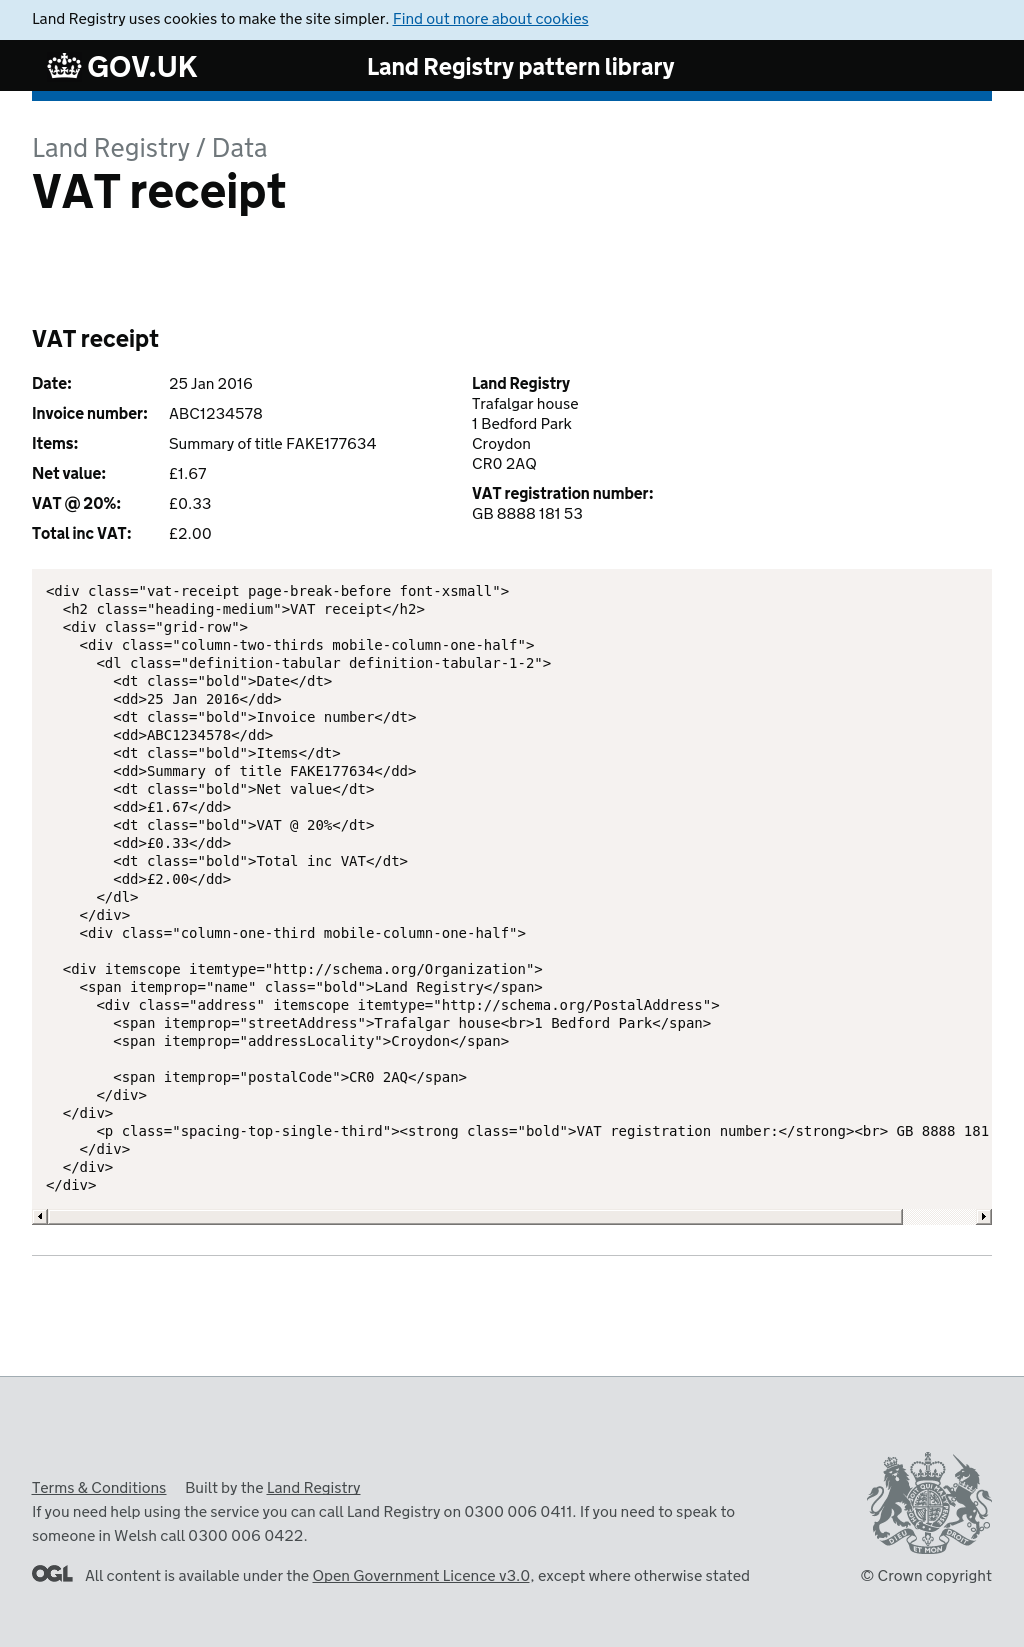 Land Registry uses cookies to make the site simpler. Find out more about cookies
GOV.UK
Land Registry pattern library
Land Registry / Data
VAT receipt
VAT receipt
Date: 25 Jan 2016
Invoice number: ABC1234578
Items: Summary of title FAKE177634
Net value: £1.67
VAT @ 20%: £0.33
Total inc VAT: £2.00
Land Registry
Trafalgar house
1 Bedford Park
Croydon
CR0 2AQ
VAT registration number:
GB 8888 181 53
<div class="vat-receipt page-break-before font-xsmall">
  <h2 class="heading-medium">VAT receipt</h2>
  <div class="grid-row">
    <div class="column-two-thirds mobile-column-one-half">
      <dl class="definition-tabular definition-tabular-1-2">
        <dt class="bold">Date</dt>
        <dd>25 Jan 2016</dd>
        <dt class="bold">Invoice number</dt>
        <dd>ABC1234578</dd>
        <dt class="bold">Items</dt>
        <dd>Summary of title FAKE177634</dd>
        <dt class="bold">Net value</dt>
        <dd>£1.67</dd>
        <dt class="bold">VAT @ 20%</dt>
        <dd>£0.33</dd>
        <dt class="bold">Total inc VAT</dt>
        <dd>£2.00</dd>
      </dl>
    </div>
    <div class="column-one-third mobile-column-one-half">
  <div itemscope itemtype="http://schema.org/Organization">
    <span itemprop="name" class="bold">Land Registry</span>
      <div class="address" itemscope itemtype="http://schema.org/PostalAddress">
        <span itemprop="streetAddress">Trafalgar house<br>1 Bedford Park</span>
        <span itemprop="addressLocality">Croydon</span>
        <span itemprop="postalCode">CR0 2AQ</span>
      </div>
  </div>
      <p class="spacing-top-single-third"><strong class="bold">VAT registration number:</strong><br> GB 8888 181
    </div>
  </div>
</div>
Terms & Conditions Built by the Land Registry
If you need help using the service you can call Land Registry on 0300 006 0411. If you need to speak to
someone in Welsh call 0300 006 0422.
OGL All content is available under the Open Government Licence v3.0, except where otherwise stated
DIEU ET MON
© Crown copyright